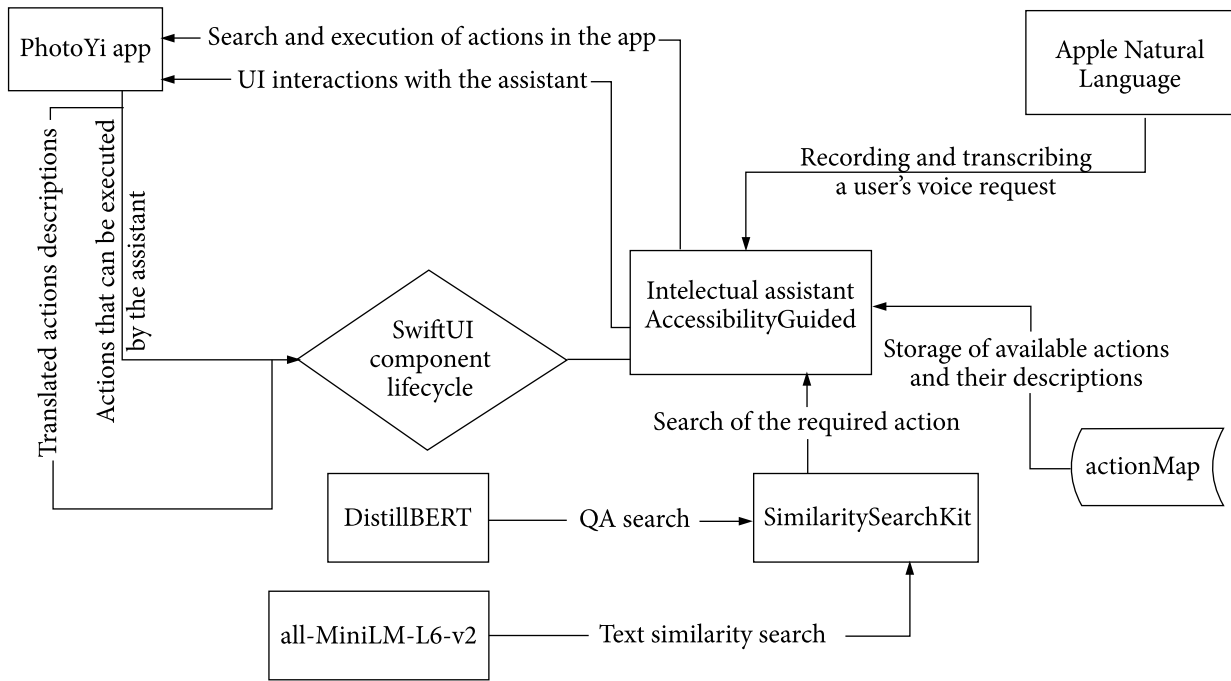 PhotoYi app
Search and execution of actions in the app
UI interactions with the assistant
Apple Natural
Language
Recording and transcribing
a user's voice request
Translated actions descriptions
Actions that can be executed
by the assistant
SwiftUI
component
lifecycle
Intelectual assistant
AccessibilityGuided
Storage of available actions
and their descriptions
Search of the required action
actionMap
DistillBERT
QA search
SimilaritySearchKit
all-MiniLM-L6-v2
Text similarity search